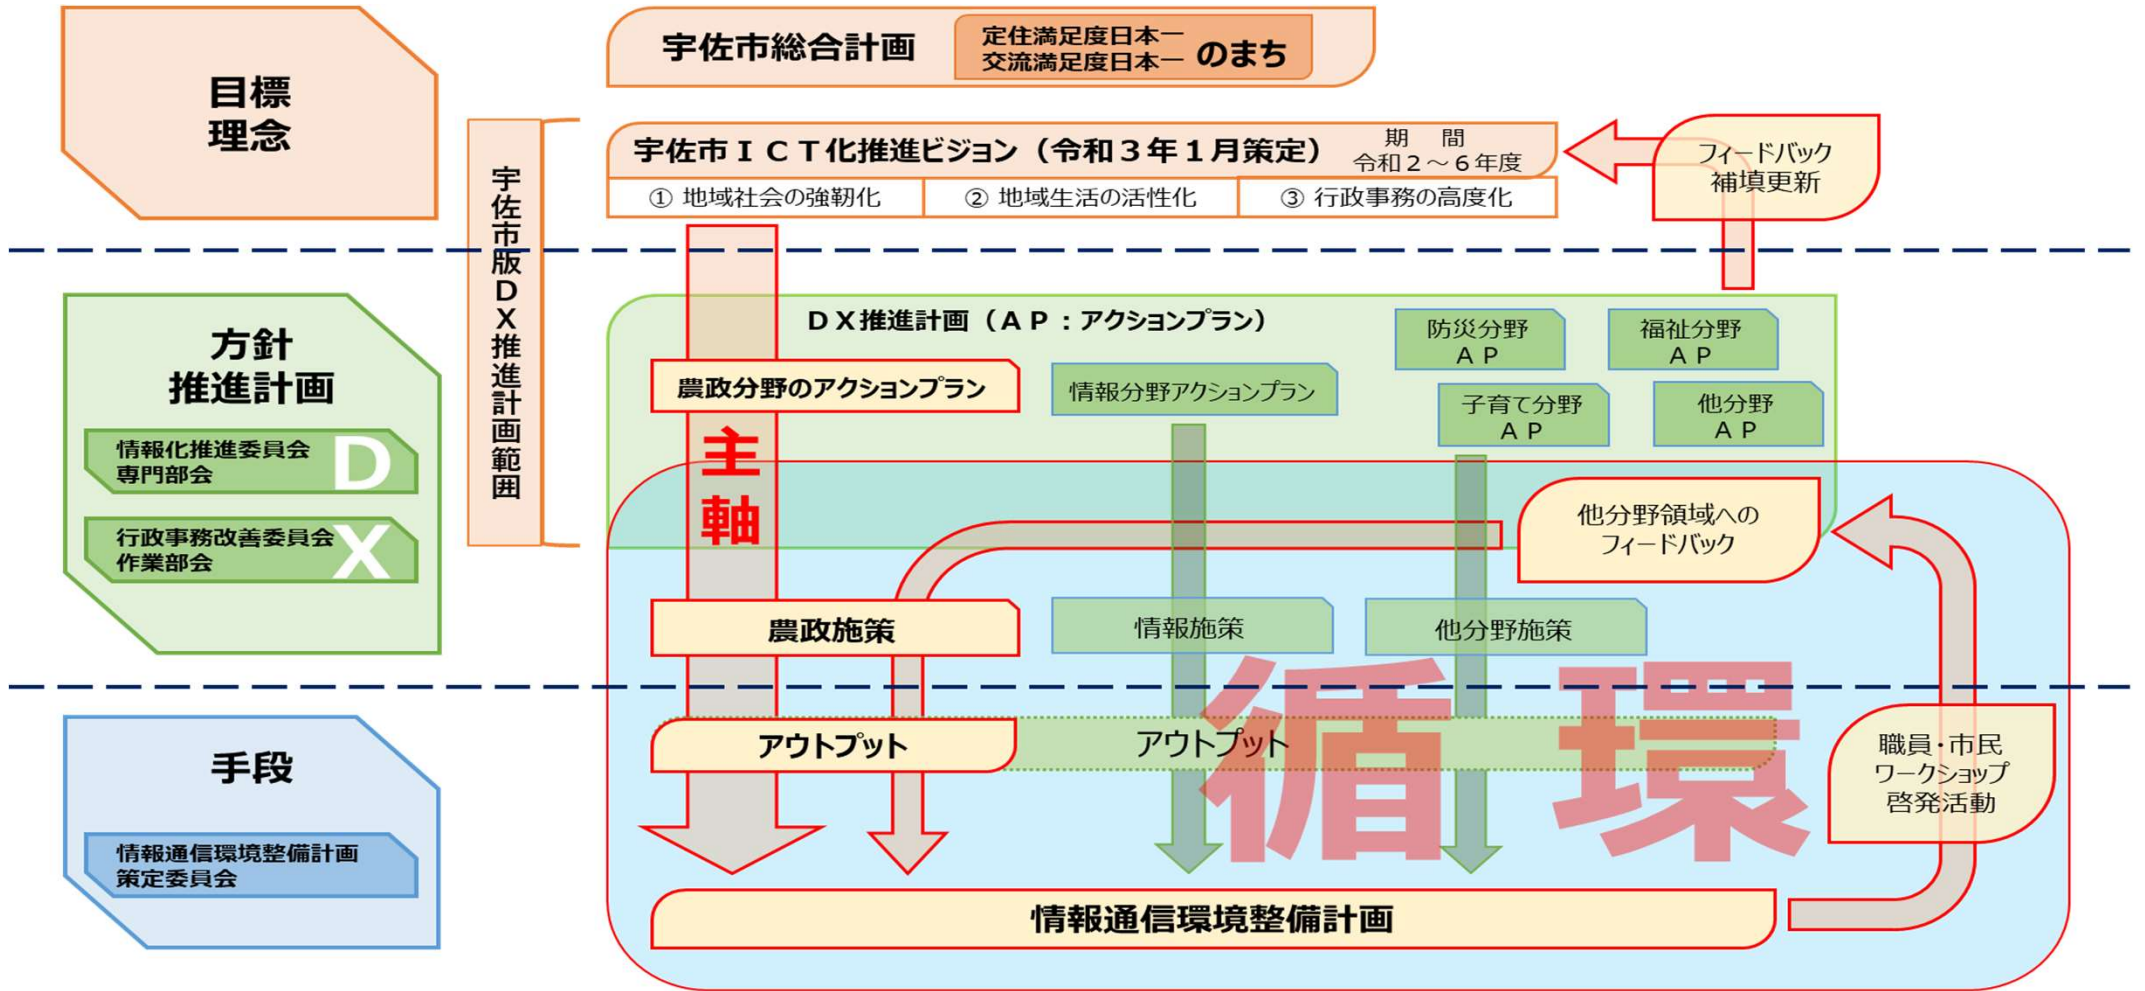 目標
理念
宇佐市総合計画
定住満足度日本一
交流満足度日本一
のまち
宇佐市版ＤＸ推進計画範囲
宇佐市ＩＣＴ化推進ビジョン（令和３年１月策定）
期　間
令和２～６年度
① 地域社会の強靭化
② 地域生活の活性化
③ 行政事務の高度化
フィードバック
補填更新
方針
推進計画
情報化推進委員会
専門部会
D
行政事務改善委員会
作業部会
X
ＤＸ推進計画（ＡＰ：アクションプラン）
防災分野
ＡＰ
福祉分野
ＡＰ
農政分野のアクションプラン
情報分野アクションプラン
子育て分野
ＡＰ
他分野
ＡＰ
主軸
他分野領域への
フィードバック
農政施策
情報施策
他分野施策
循環
手段
情報通信環境整備計画
策定委員会
アウトプット
アウトプット
職員・市民
ワークショップ
啓発活動
情報通信環境整備計画